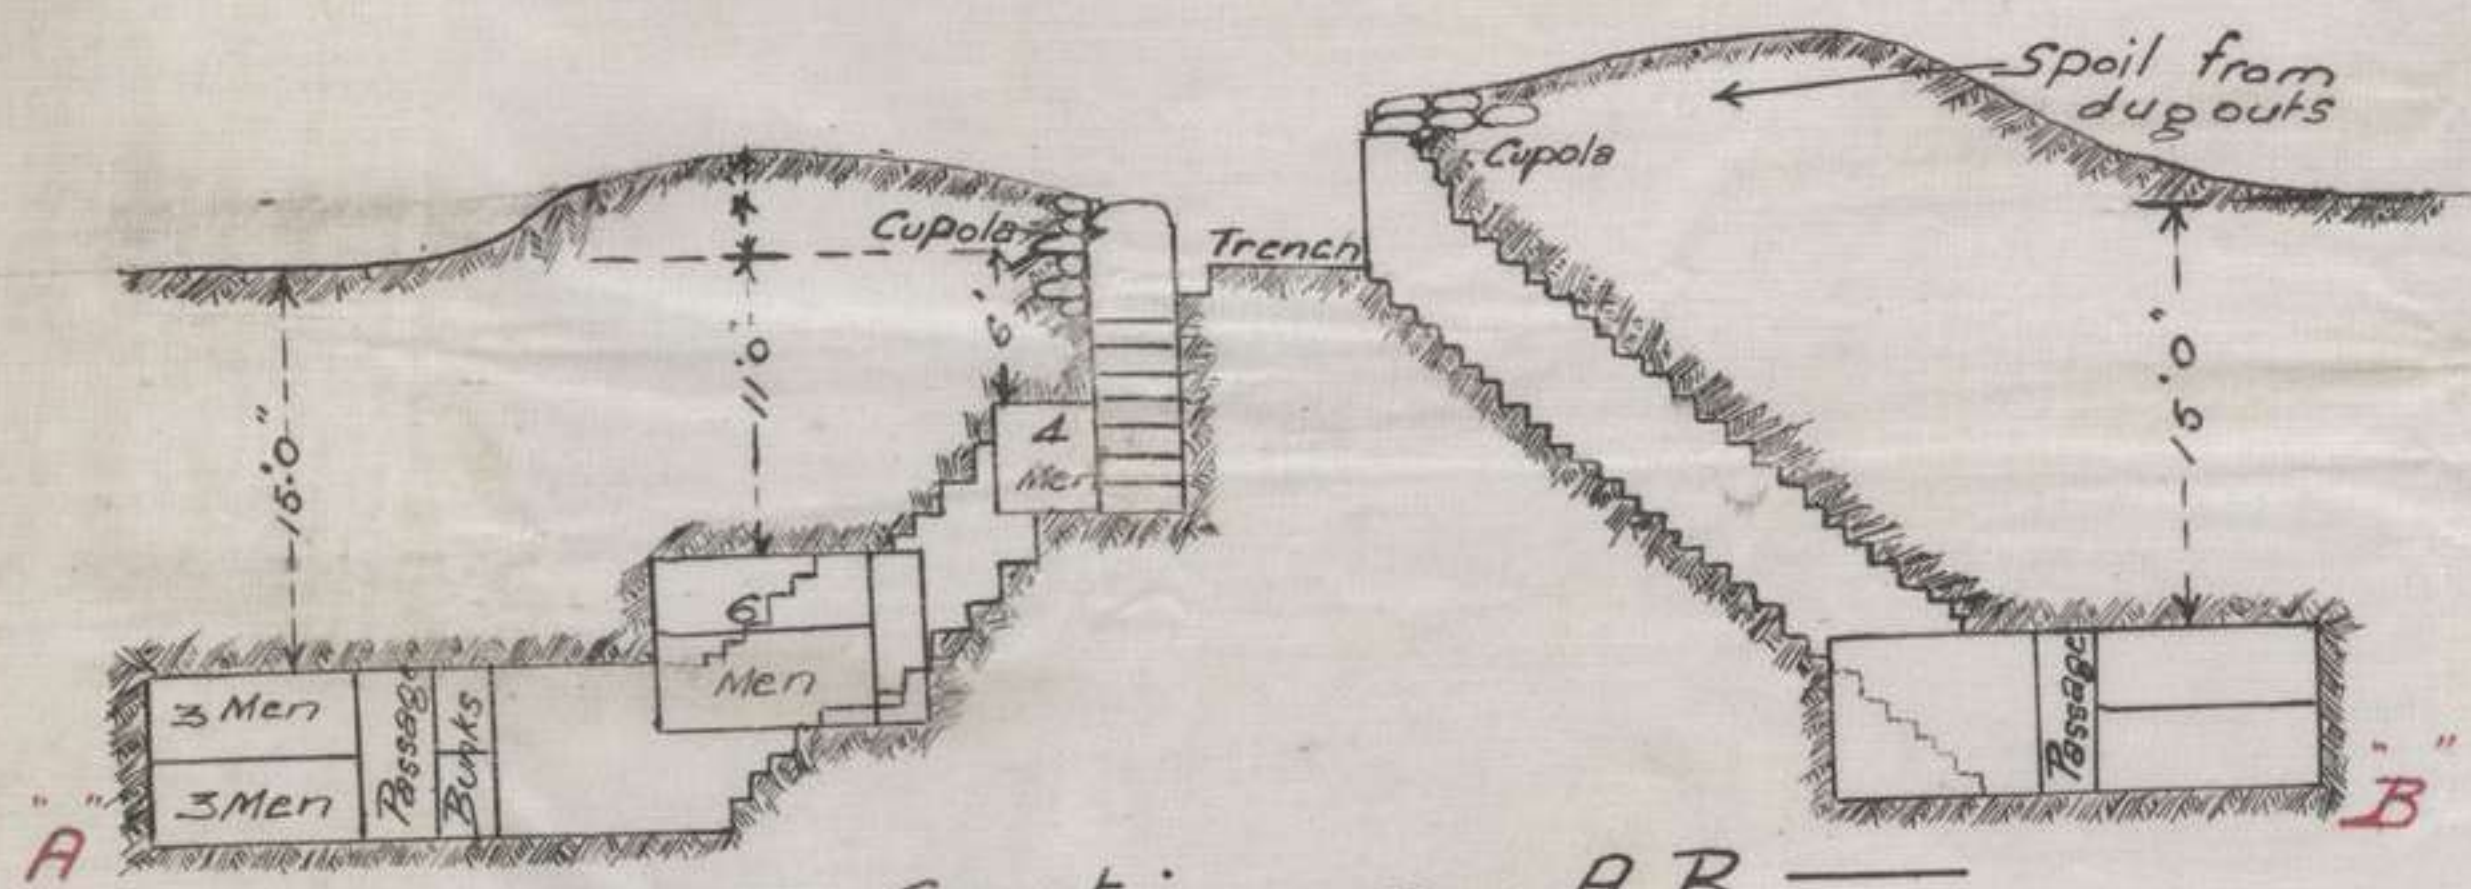 Spoil from
dugouts
Cupola
Cupola
Trench
6'
11'0"
15'.0"
15'.0"
4
Men
6
Men
3 Men
3 Men
Passage
Bunks
Passage
"A"
"B"
Section A B